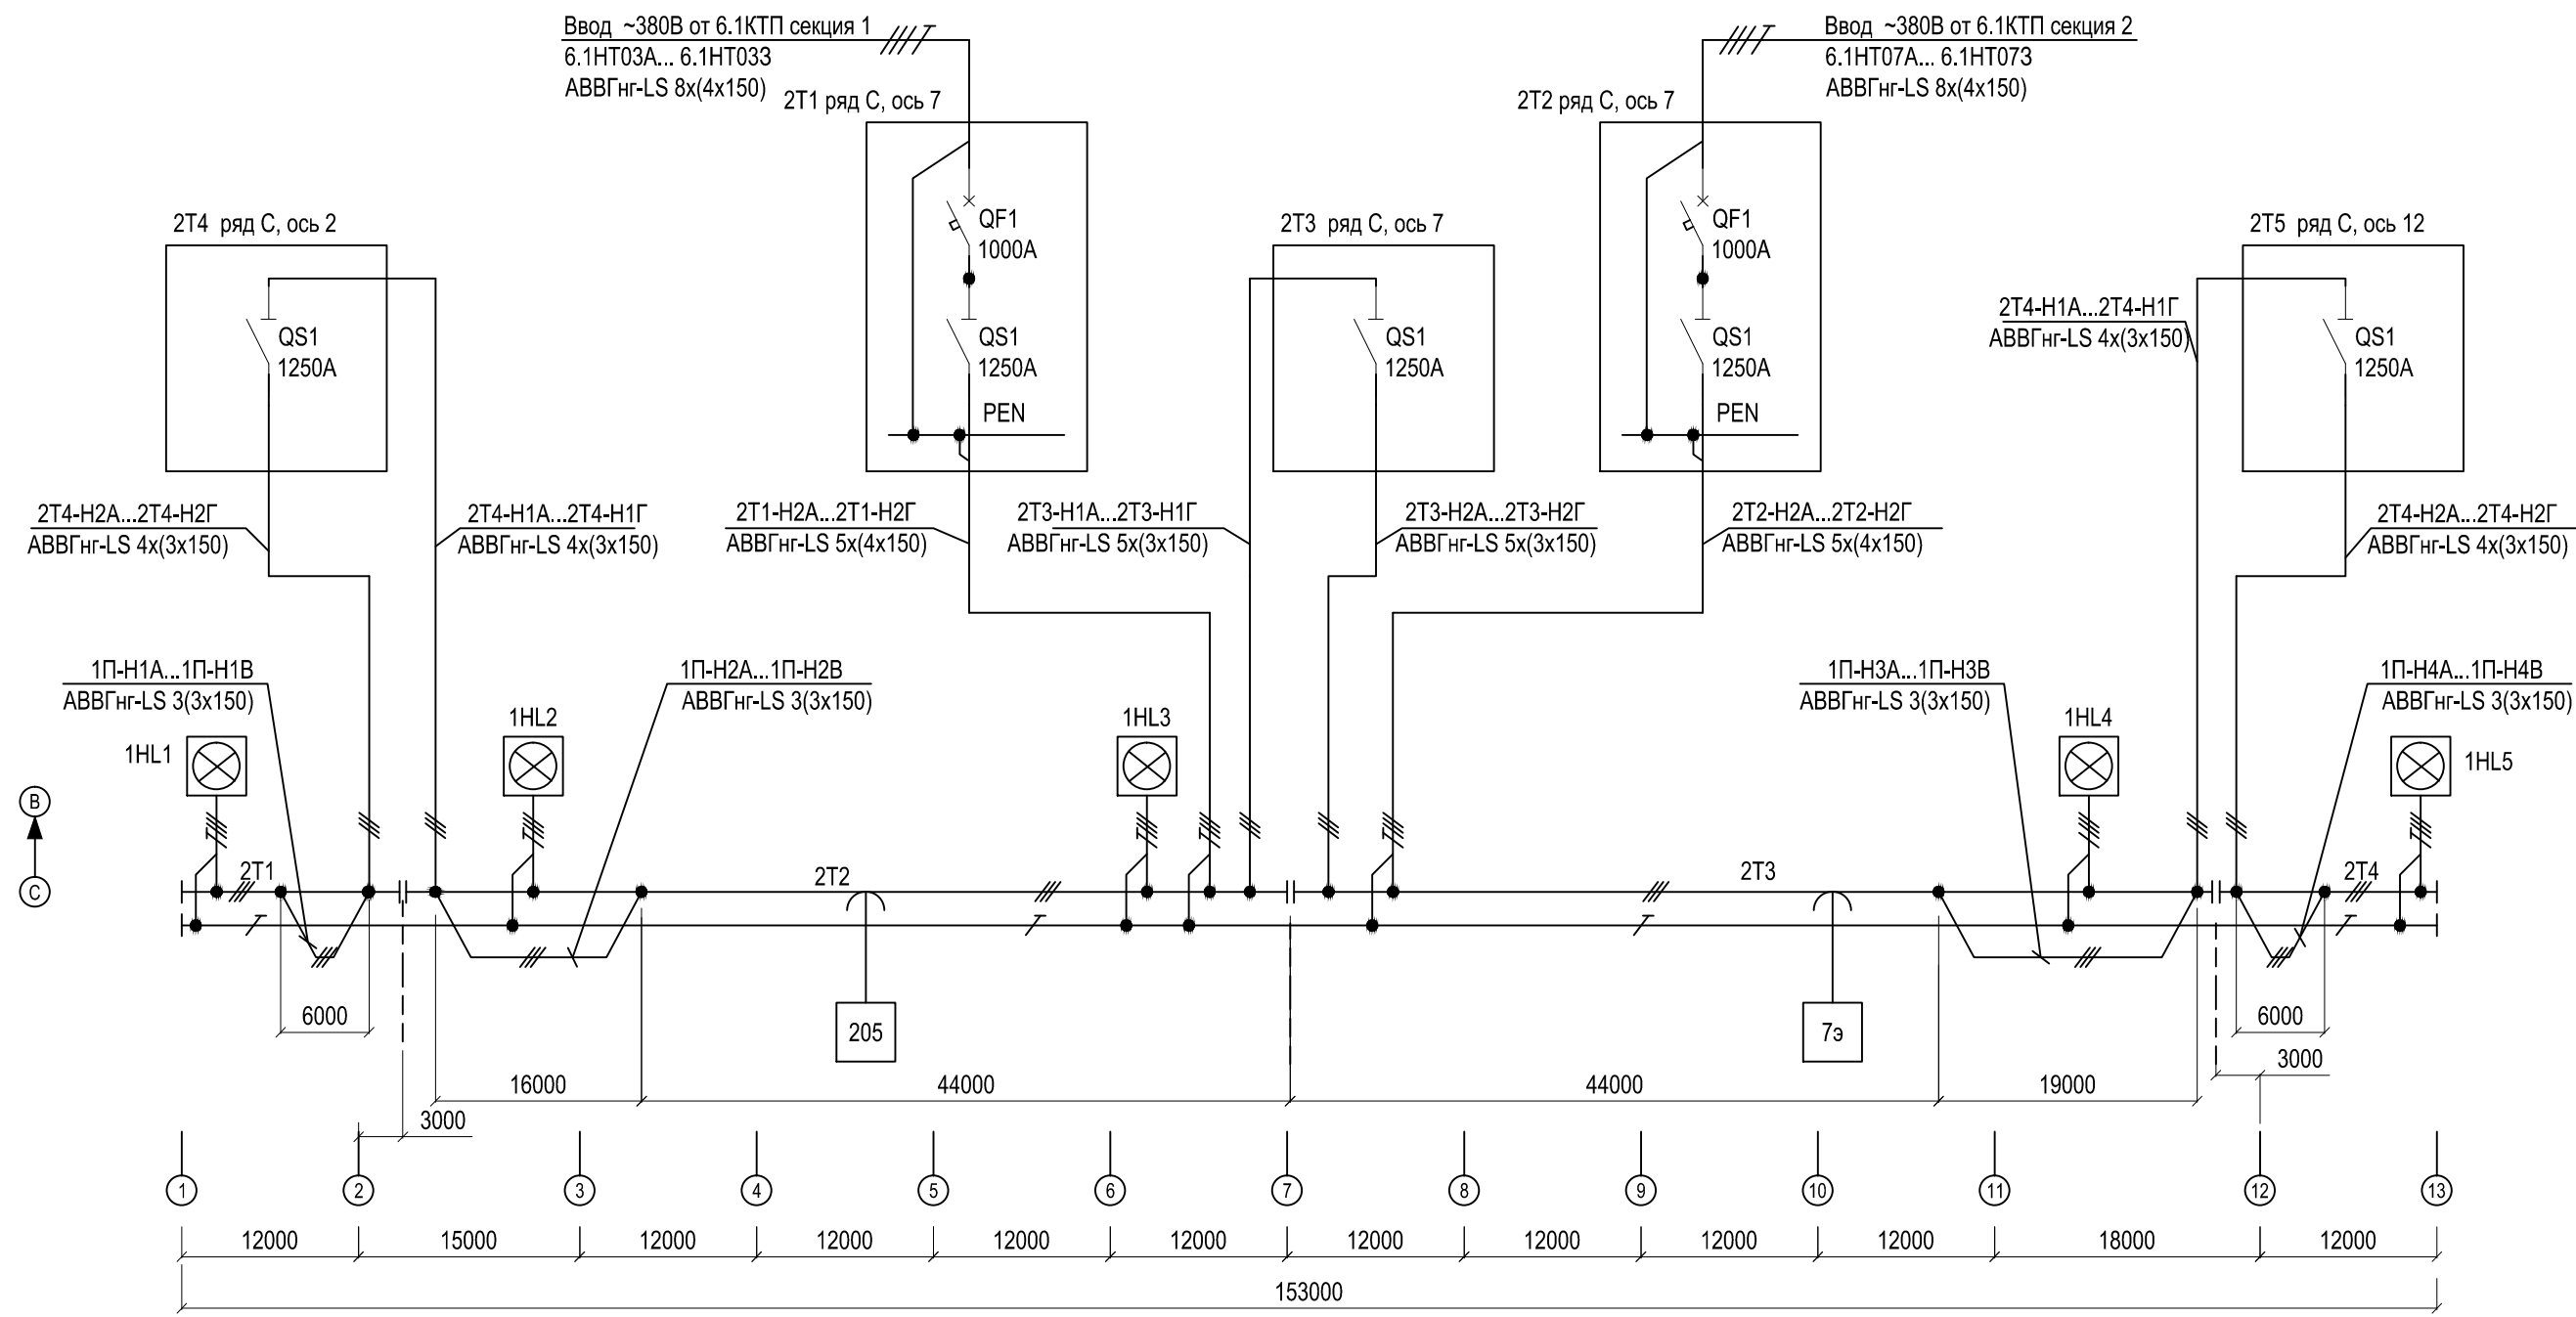 Ввод ~380В от 6.1КТП секция 1
6.1НТ03А... 6.1НТ03З
АВВГнг-LS 8х(4х150)
Ввод ~380В от 6.1КТП секция 2
6.1НТ07А... 6.1НТ07З
АВВГнг-LS 8х(4х150)
2Т1 ряд С, ось 7
2Т2 ряд С, ось 7
2Т4 ряд С, ось 2
QF1
1000А
2Т3 ряд С, ось 7
QF1
1000А
2Т5 ряд С, ось 12
QS1
1250А
QS1
1250А
QS1
1250А
QS1
1250А
2Т4-Н1А...2Т4-Н1Г
АВВГнг-LS 4х(3х150)
QS1
1250А
PEN
PEN
2Т4-Н2А...2Т4-Н2Г
АВВГнг-LS 4х(3х150)
2Т4-Н1А...2Т4-Н1Г
АВВГнг-LS 4х(3х150)
2Т1-Н2А...2Т1-Н2Г
АВВГнг-LS 5х(4х150)
2Т3-Н1А...2Т3-Н1Г
АВВГнг-LS 5х(3х150)
2Т3-Н2А...2Т3-Н2Г
АВВГнг-LS 5х(3х150)
2Т2-Н2А...2Т2-Н2Г
АВВГнг-LS 5х(4х150)
2Т4-Н2А...2Т4-Н2Г
АВВГнг-LS 4х(3х150)
1П-Н1А...1П-Н1В
АВВГнг-LS 3(3х150)
1П-Н2А...1П-Н2В
АВВГнг-LS 3(3х150)
1П-Н3А...1П-Н3В
АВВГнг-LS 3(3х150)
1П-Н4А...1П-Н4В
АВВГнг-LS 3(3х150)
1HL1
1HL2
1HL3
1HL4
1HL5
В
С
2Т1
2Т2
2Т3
2Т4
6000
205
7э
6000
3000
16000
44000
44000
19000
3000
1
2
3
4
5
6
7
8
9
10
11
12
13
12000
15000
12000
12000
12000
12000
12000
12000
12000
12000
18000
12000
153000